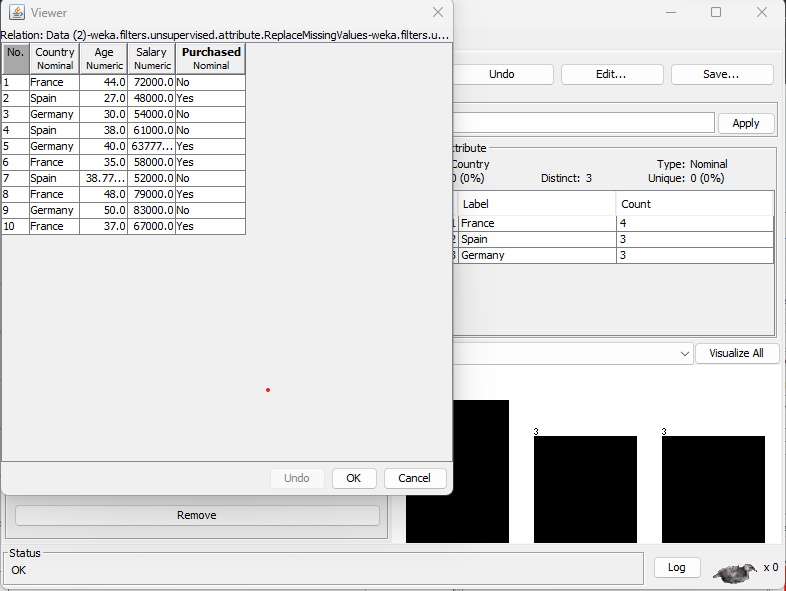 Viewer
Relation: Data (2)-weka.filters.unsupervised.attribute.ReplaceMissingValues-weka.filters.u...
No. Country Age Salary Purchased
Nominal Numeric Numeric Nominal
1 France 44.0 72000.0 No
2 Spain 27.0 48000.0 Yes
3 Germany 30.0 54000.0 No
4 Spain 38.0 61000.0 No
5 Germany 40.0 63777... Yes
6 France 35.0 58000.0 Yes
7 Spain 38.77... 52000.0 No
8 France 48.0 79000.0 Yes
9 Germany 50.0 83000.0 No
10 France 37.0 67000.0 Yes
Undo OK Cancel
Undo Edit... Save...
Apply
ttribute
Country Type: Nominal
0 (0%) Distinct: 3 Unique: 0 (0%)
Label Count
1 France 4
2 Spain 3
3 Germany 3
Visualize All
3 3
Remove
Status
OK
Log x 0